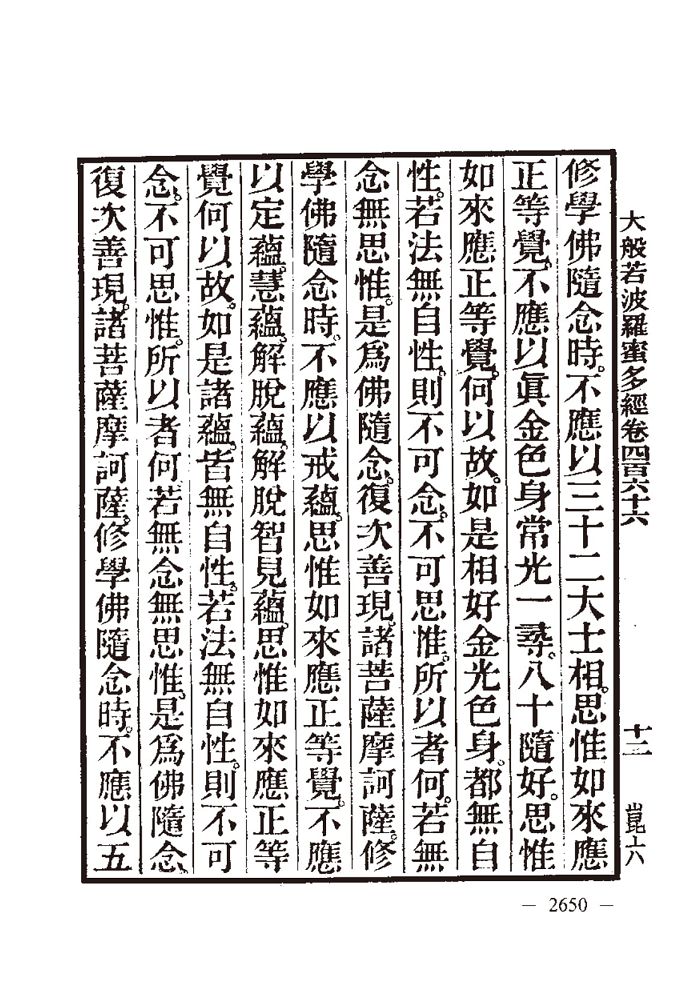 大般若波羅蜜多經卷四百六十六
十二
崑六
修學佛隨念時。不應以三十二大士相。思惟如來應
正等覺。不應以眞金色身常光一尋。八十隨好。思惟
如來應正等覺。何以故。如是相好金光色身。都無自
性。若法無自性。則不可念。不可思惟。所以者何。若無
念無思惟。是爲佛隨念。復次善現。諸菩薩摩訶薩。修
學佛隨念時。不應以戒蘊。思惟如來應正等覺。不應
以定蘊。慧蘊。解脫蘊。解脫智見蘊。思惟如來應正等
覺何以故。如是諸蘊。皆無自性。若法無自性。則不可
念。不可思惟。所以者何若無念無思惟。是爲佛隨念。
復次善現。諸菩薩摩訶薩。修學佛隨念時。不應以五
— 2650 —